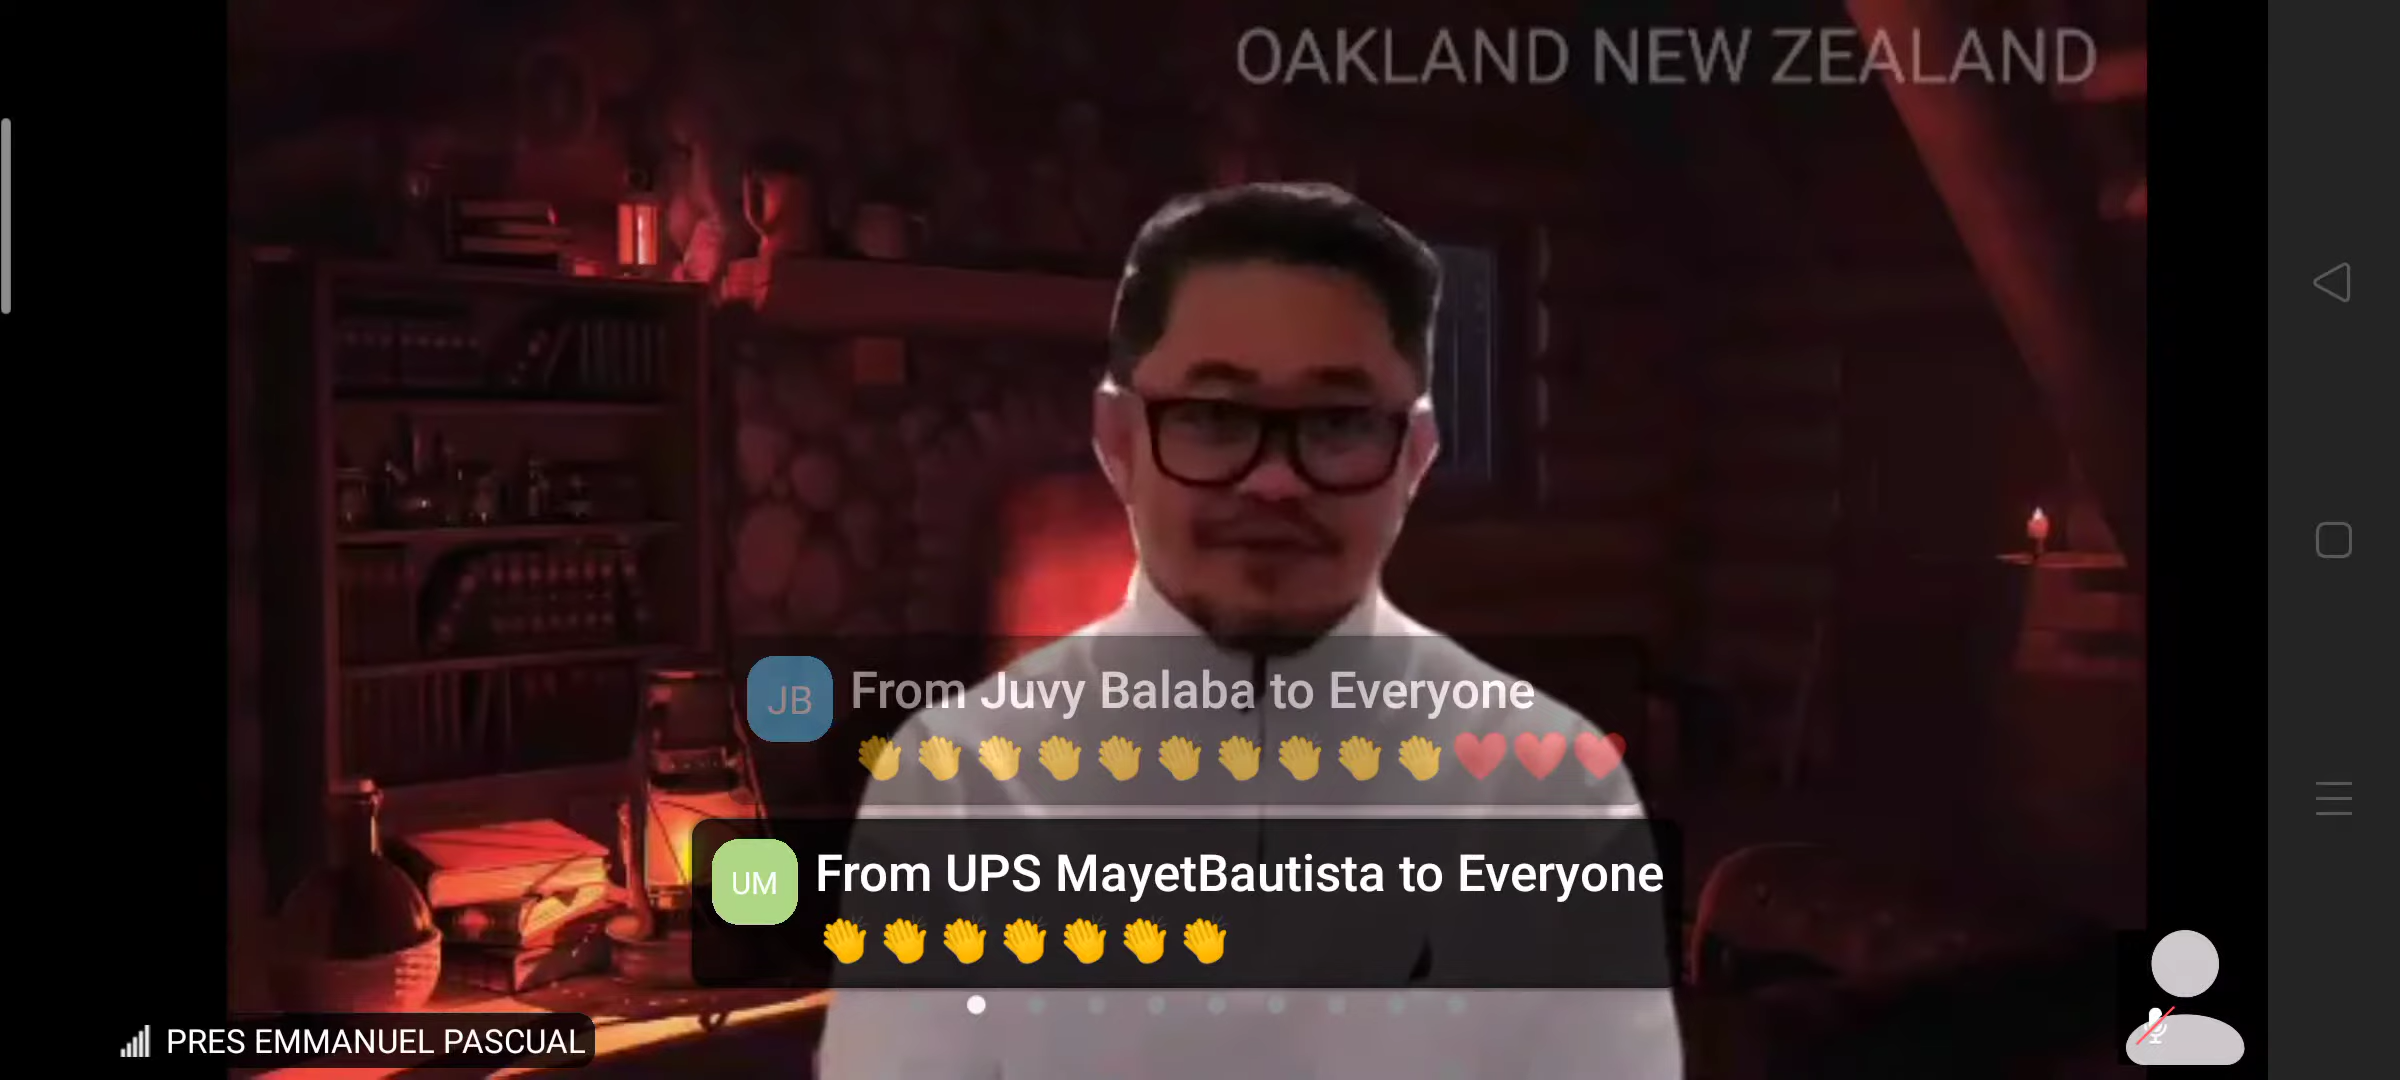 OAKLAND NEW ZEALAND
JB
From Juvy Balaba to Everyone
👏👏👏👏👏👏👏👏👏👏❤️❤️❤️
UM
From UPS MayetBautista to Everyone
👏👏👏👏👏👏👏
PRES EMMANUEL PASCUAL